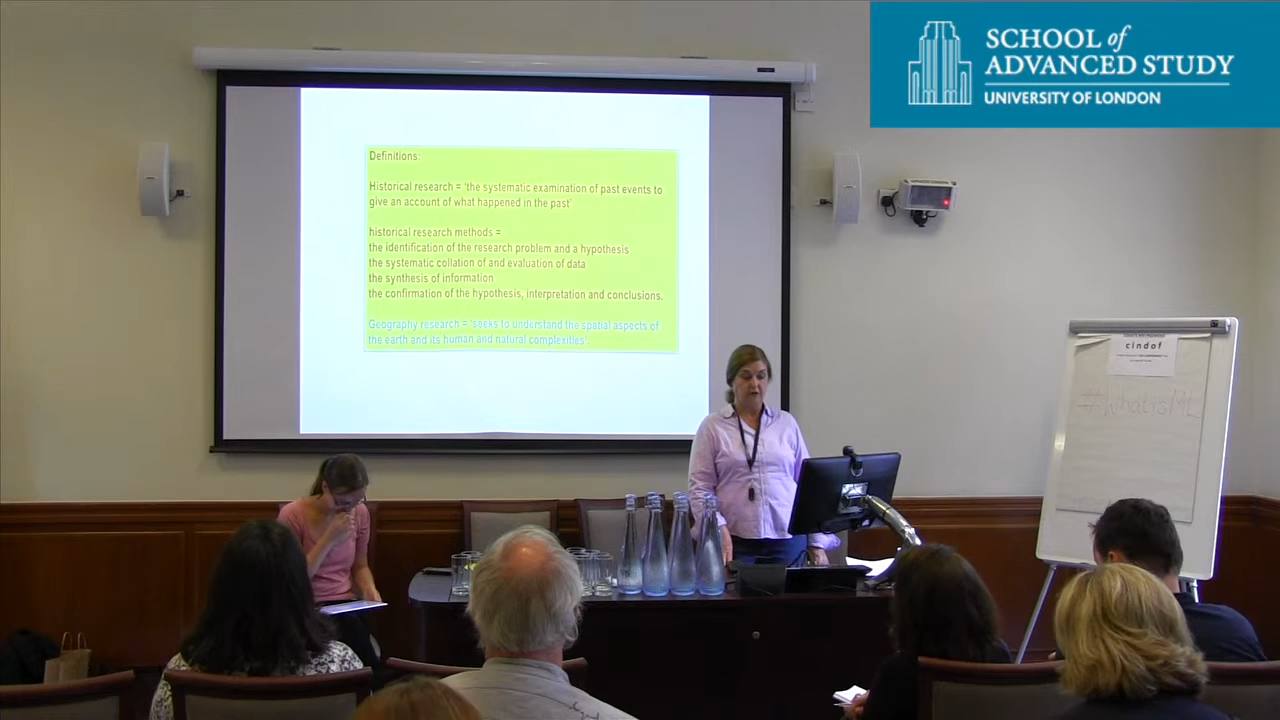 SCHOOL of
ADVANCED STUDY
UNIVERSITY OF LONDON
Definitions:
Historical research = 'the systematic examination of past events to
give an account of what happened in the past'
historical research methods =
the identification of the research problem and a hypothesis
the systematic collation of and evaluation of data
the synthesis of information
the confirmation of the hypothesis, interpretation and conclusions.
Geography research = 'seeks to understand the spatial aspects of
the earth and its human and natural complexities'.
cindof
#WhatisML